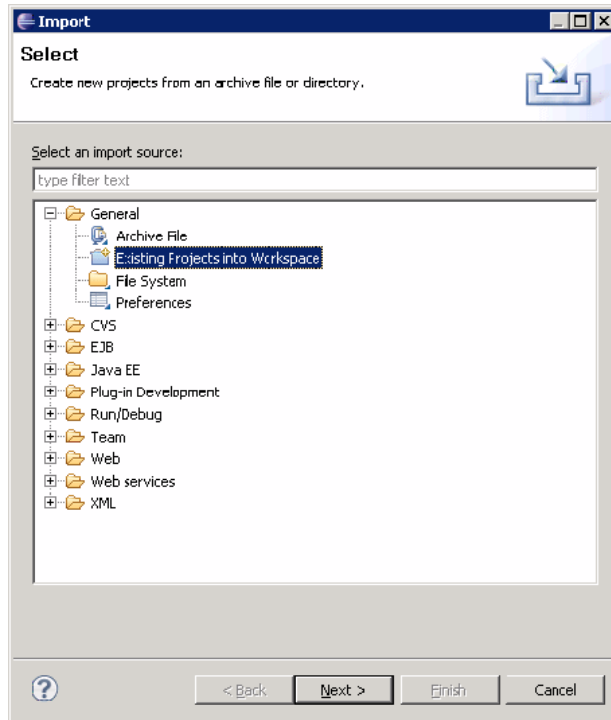 Import
Select
Create new projects from an archive file or directory.
Select an import source:
type filter text
General
Archive File
Existing Projects into Workspace
File System
Preferences
CVS
EJB
Java EE
Plug-in Development
Run/Debug
Team
Web
Web services
XML
?
< Back
Next >
Finish
Cancel